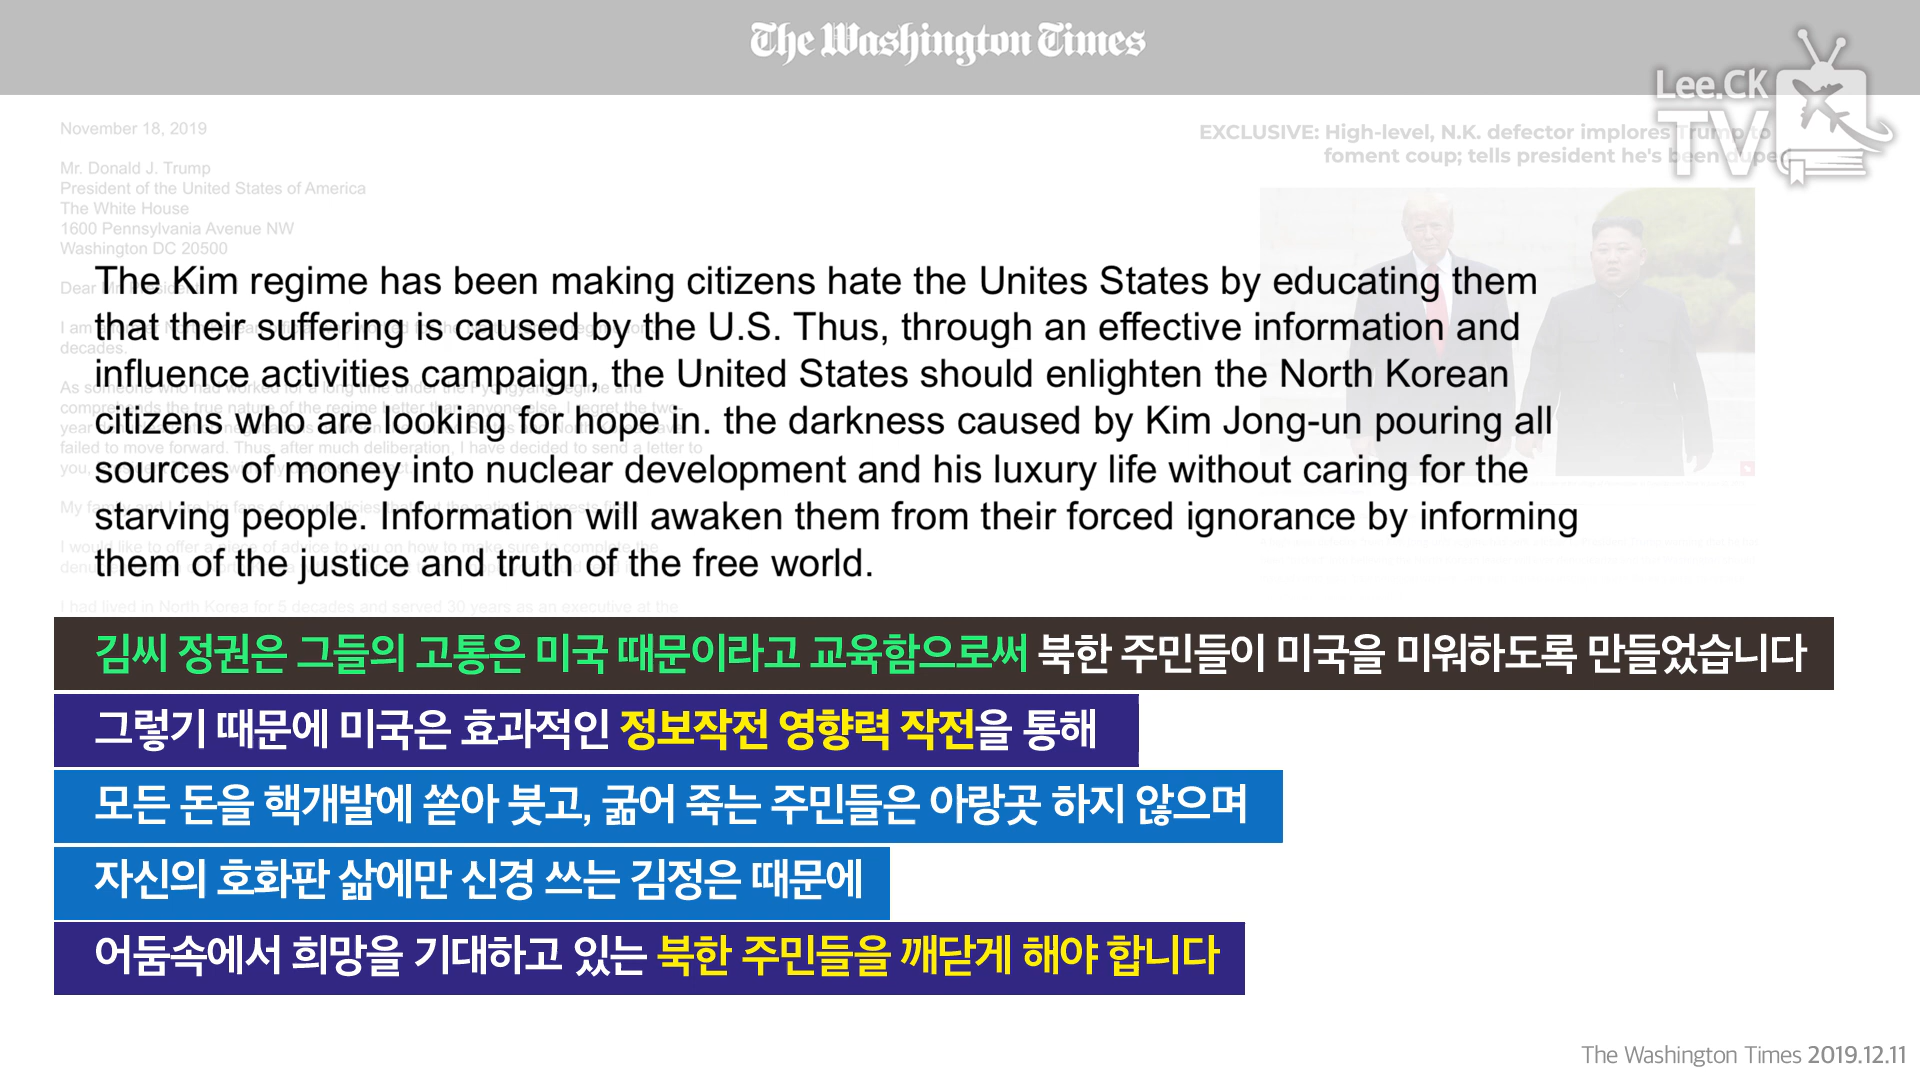 The Washington Times
Lee.CK
TV
November 18, 2019
Mr. Donald J. Trump
President of the United States of America
The White House
1600 Pennsylvania Avenue NW
Washington DC 20500
Dear
EXCLUSIVE: High-level, N.K. defector implores Trump to
foment coup; tells president he's been duped
The Kim regime has been making citizens hate the Unites States by educating them
that their suffering is caused by the U.S. Thus, through an effective information and
influence activities campaign, the United States should enlighten the North Korean
citizens who are looking for hope in. the darkness caused by Kim Jong-un pouring all
sources of money into nuclear development and his luxury life without caring for the
starving people. Information will awaken them from their forced ignorance by informing
them of the justice and truth of the free world.
I had lived in North Korea for 5 decades and served 30 years as an executive at the
김씨 정권은 그들의 고통은 미국 때문이라고 교육함으로써 북한 주민들이 미국을 미워하도록 만들었습니다
그렇기 때문에 미국은 효과적인 정보작전 영향력 작전을 통해
모든 돈을 핵개발에 쏟아 붓고, 굶어 죽는 주민들은 아랑곳 하지 않으며
자신의 호화판 삶에만 신경 쓰는 김정은 때문에
어둠속에서 희망을 기대하고 있는 북한 주민들을 깨닫게 해야 합니다
The Washington Times 2019.12.11